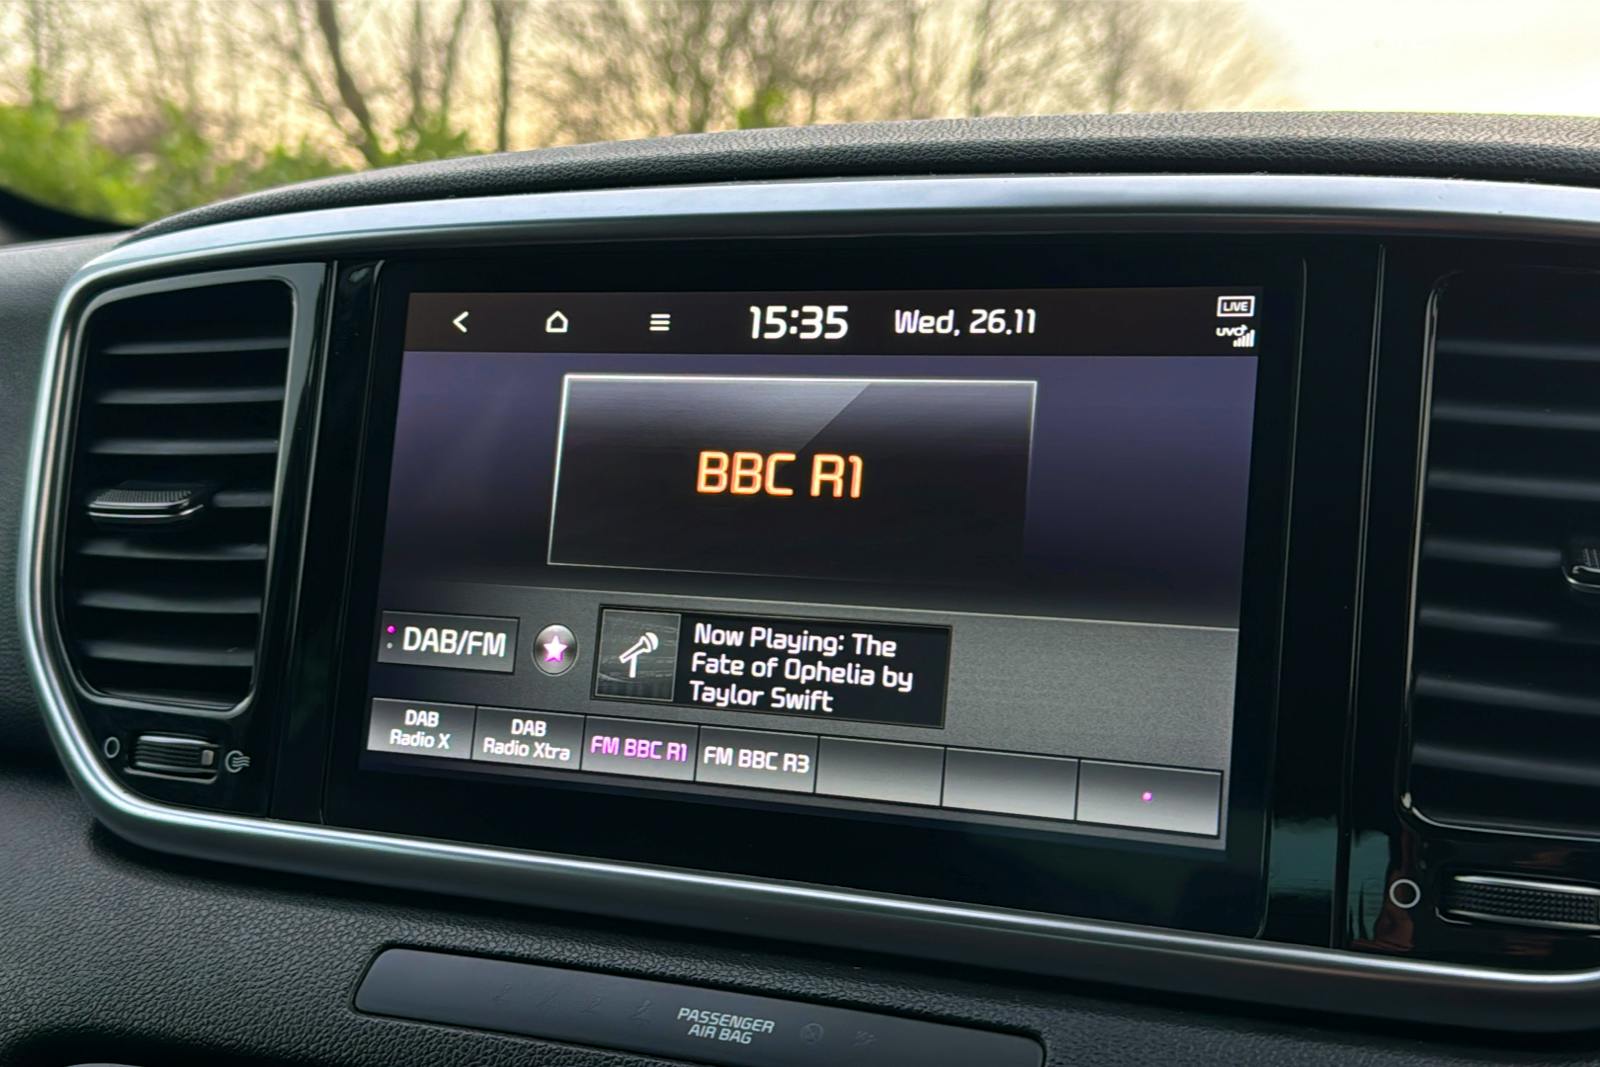 15:35 Wed, 26.11
LIVE
UVO
BBC R1
DAB/FM
Now Playing: The
Fate of Ophelia by
Taylor Swift
DAB
Radio X
DAB
Radio Xtra
FM BBC R1
FM BBC R3
PASSENGER
AIR BAG